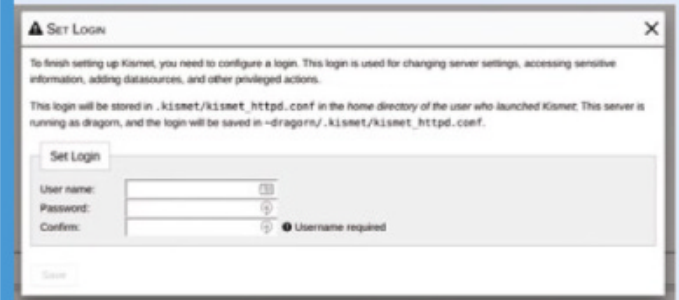 SET LOGIN
To finish setting up Kismet, you need to configure a login. This login is used for changing server settings, accessing sensitive
information, adding datasources, and other privileged actions.
This login will be stored in .kismet/kismet_httpd.conf in the home directory of the user who launched Kismet; This server is
running as dragorn, and the login will be saved in ~dragorn/.kismet/kismet_httpd.conf.
Set Login
User name:
Password:
Confirm: Username required
Save